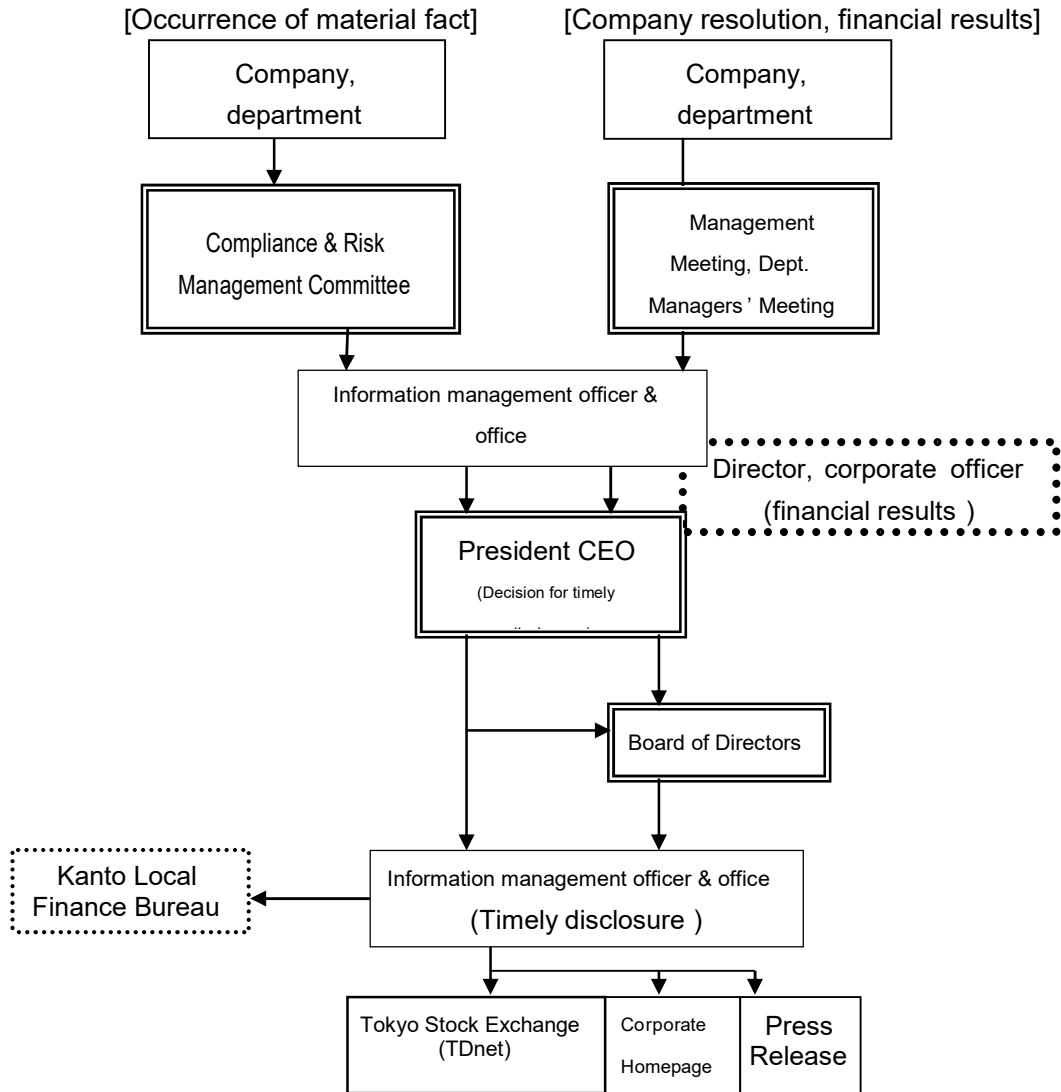 [Occurrence of material fact]
[Company resolution, financial results]
Company,
department
Company,
department
Compliance & Risk
Management Committee
Management
Meeting, Dept.
Managers’ Meeting
Information management officer &
office
Director, corporate officer
(financial results )
President CEO
(Decision for timely
Board of Directors
Kanto Local
Finance Bureau
Information management officer & office
(Timely disclosure )
Tokyo Stock Exchange
(TDnet)
Corporate
Homepage
Press
Release